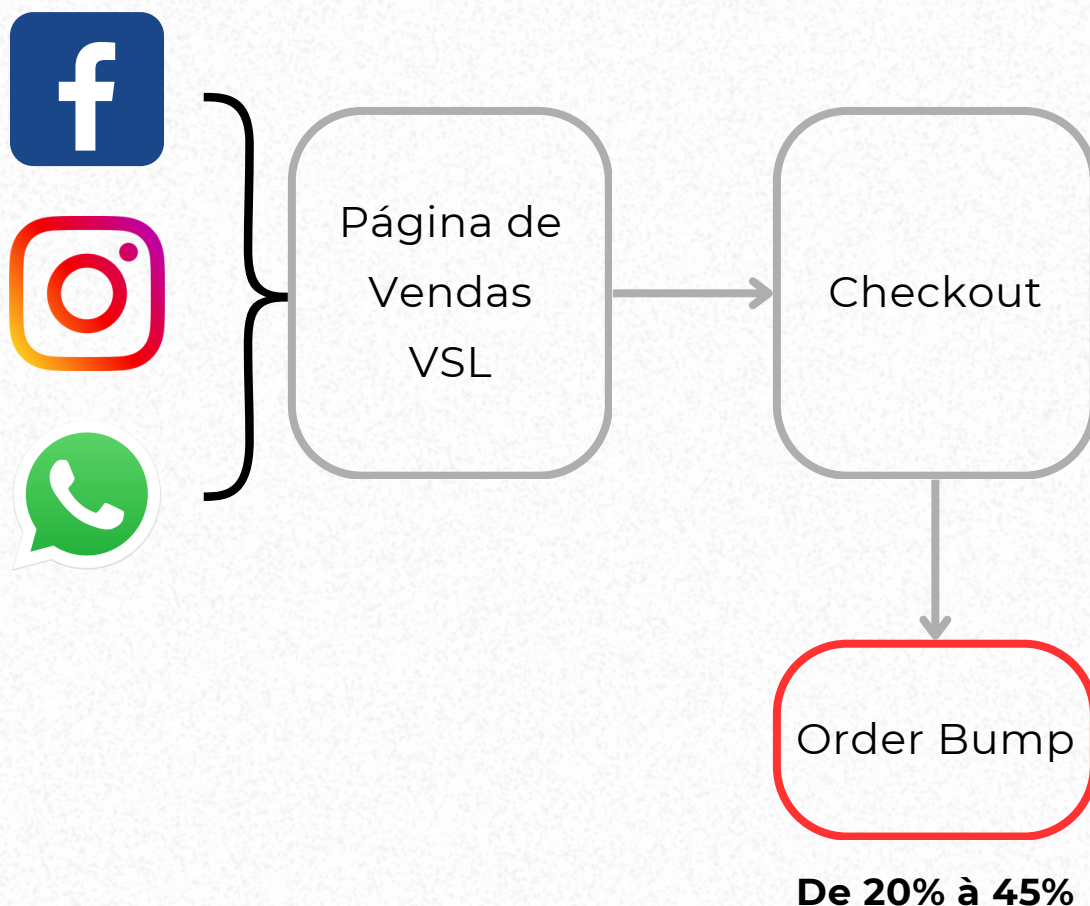 Página de
Vendas
VSL
Checkout
Order Bump
De 20% à 45%